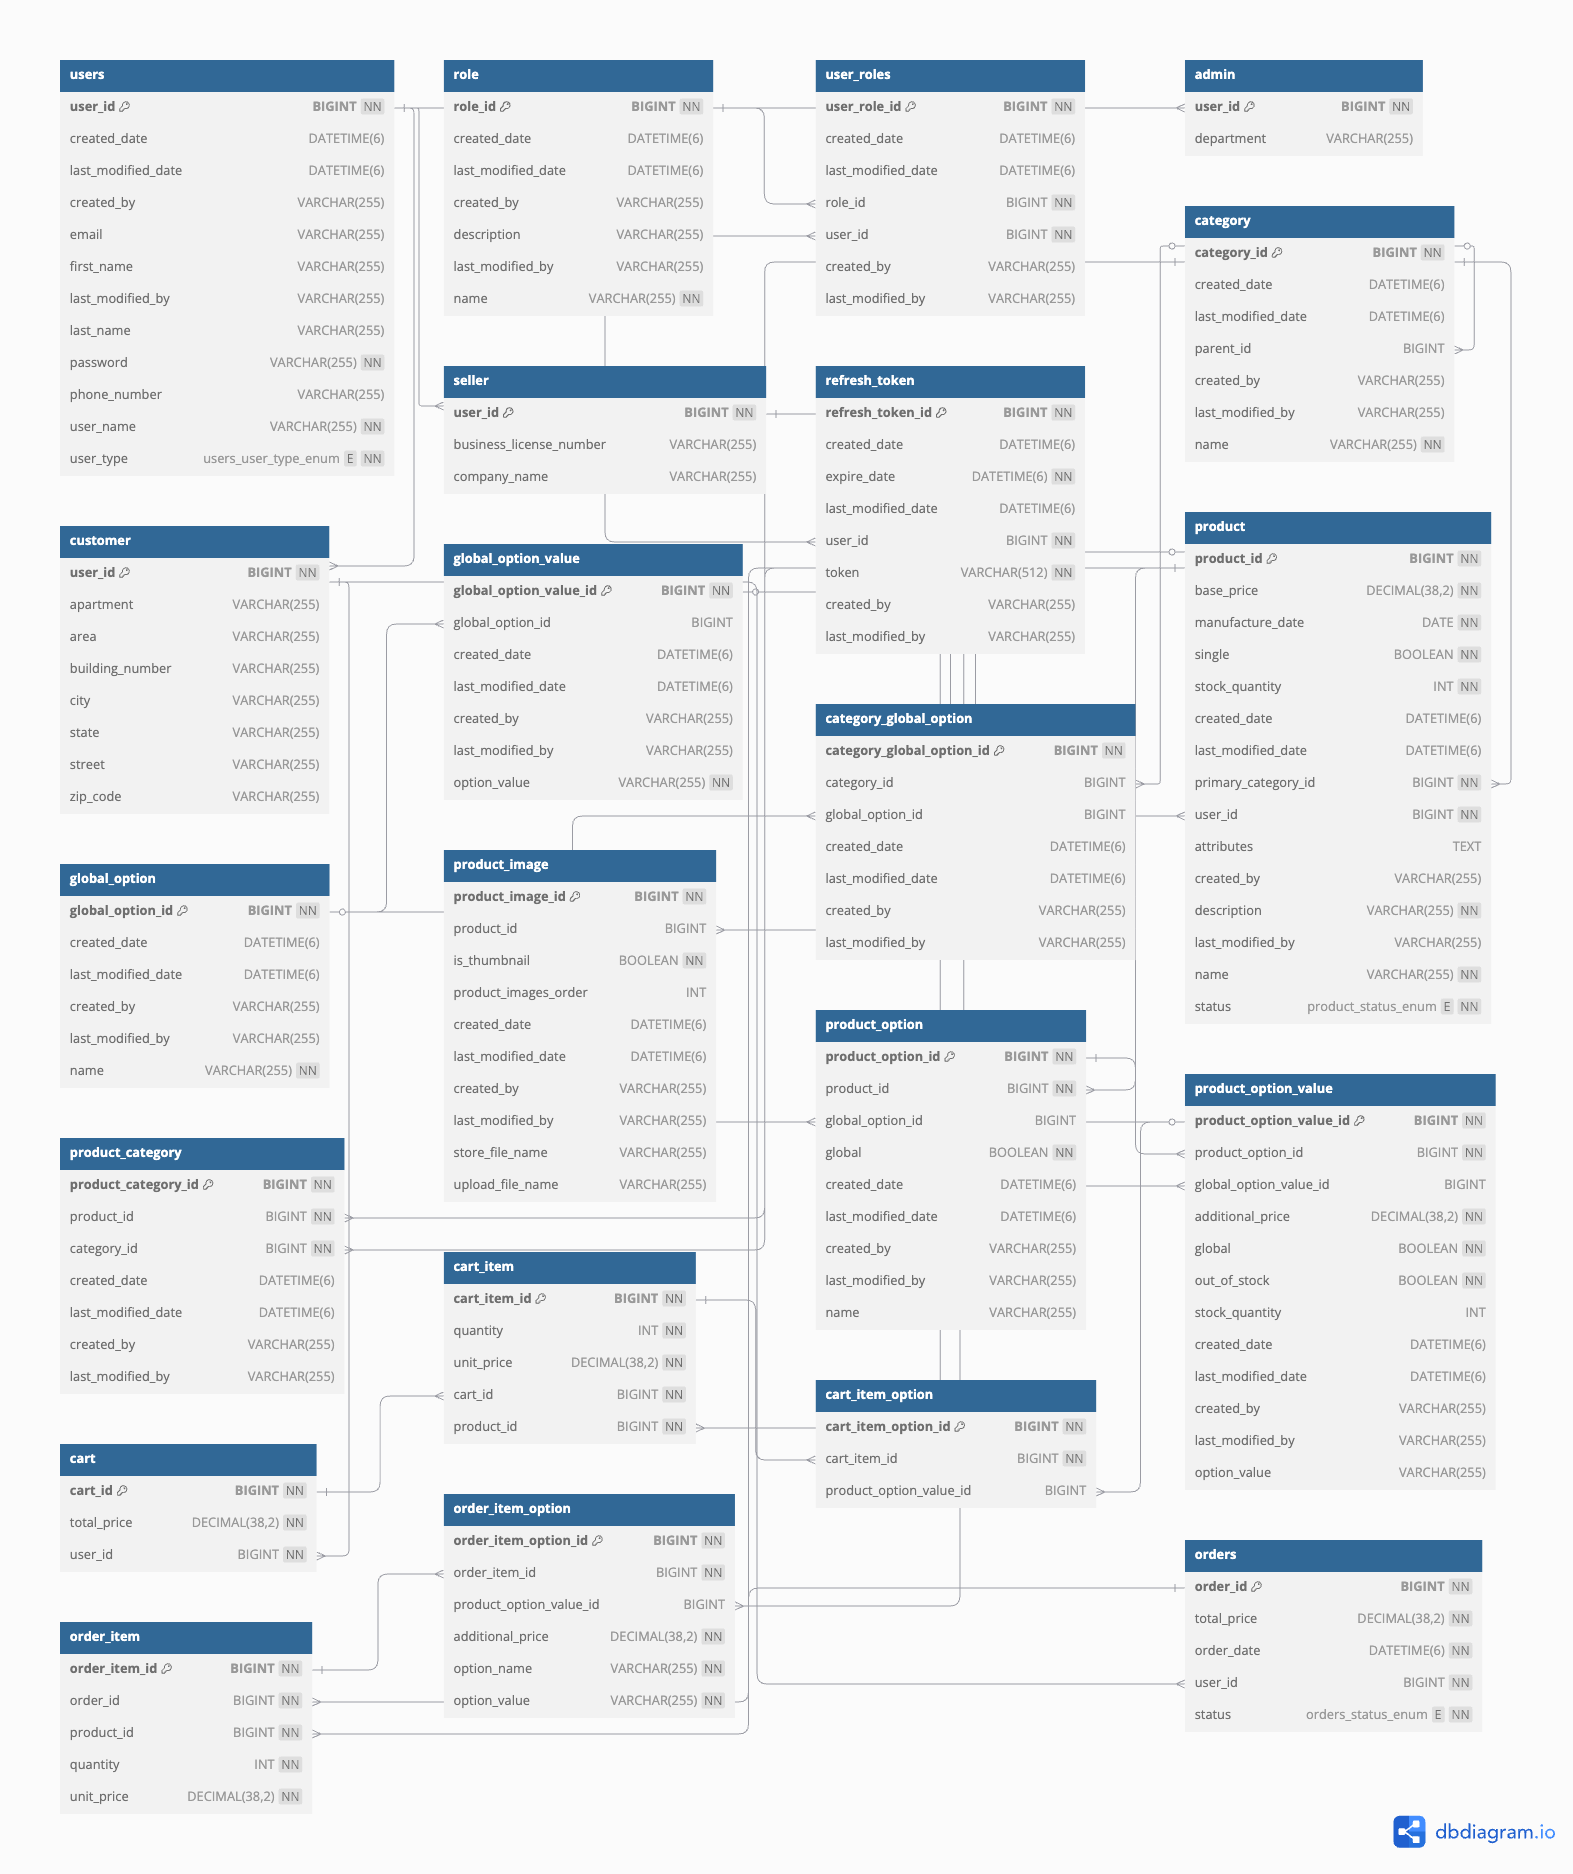 users
user_id BIGINT NN
created_date DATETIME(6)
last_modified_date DATETIME(6)
created_by VARCHAR(255)
email VARCHAR(255)
first_name VARCHAR(255)
last_modified_by VARCHAR(255)
last_name VARCHAR(255)
password VARCHAR(255) NN
phone_number VARCHAR(255)
user_name VARCHAR(255) NN
user_type users_user_type_enum E NN
role
role_id BIGINT NN
created_date DATETIME(6)
last_modified_date DATETIME(6)
created_by VARCHAR(255)
description VARCHAR(255)
last_modified_by VARCHAR(255)
name VARCHAR(255) NN
user_roles
user_role_id BIGINT NN
created_date DATETIME(6)
last_modified_date DATETIME(6)
role_id BIGINT NN
user_id BIGINT NN
created_by VARCHAR(255)
last_modified_by VARCHAR(255)
admin
user_id BIGINT NN
department VARCHAR(255)
category
category_id BIGINT NN
created_date DATETIME(6)
last_modified_date DATETIME(6)
parent_id BIGINT
created_by VARCHAR(255)
last_modified_by VARCHAR(255)
name VARCHAR(255) NN
seller
user_id BIGINT NN
business_license_number VARCHAR(255)
company_name VARCHAR(255)
refresh_token
refresh_token_id BIGINT NN
created_date DATETIME(6)
expire_date DATETIME(6) NN
last_modified_date DATETIME(6)
user_id BIGINT NN
token VARCHAR(512) NN
created_by VARCHAR(255)
last_modified_by VARCHAR(255)
customer
user_id BIGINT NN
apartment VARCHAR(255)
area VARCHAR(255)
building_number VARCHAR(255)
city VARCHAR(255)
state VARCHAR(255)
street VARCHAR(255)
zip_code VARCHAR(255)
global_option_value
global_option_value_id BIGINT NN
global_option_id BIGINT
created_date DATETIME(6)
last_modified_date DATETIME(6)
created_by VARCHAR(255)
last_modified_by VARCHAR(255)
option_value VARCHAR(255) NN
product
product_id BIGINT NN
base_price DECIMAL(38,2) NN
manufacture_date DATE NN
single BOOLEAN NN
stock_quantity INT NN
created_date DATETIME(6)
last_modified_date DATETIME(6)
primary_category_id BIGINT NN
user_id BIGINT NN
attributes TEXT
created_by VARCHAR(255)
description VARCHAR(255) NN
last_modified_by VARCHAR(255)
name VARCHAR(255) NN
status product_status_enum E NN
category_global_option
category_global_option_id BIGINT NN
category_id BIGINT
global_option_id BIGINT
created_date DATETIME(6)
last_modified_date DATETIME(6)
created_by VARCHAR(255)
last_modified_by VARCHAR(255)
global_option
global_option_id BIGINT NN
created_date DATETIME(6)
last_modified_date DATETIME(6)
created_by VARCHAR(255)
last_modified_by VARCHAR(255)
name VARCHAR(255) NN
product_image
product_image_id BIGINT NN
product_id BIGINT
is_thumbnail BOOLEAN NN
product_images_order INT
created_date DATETIME(6)
last_modified_date DATETIME(6)
created_by VARCHAR(255)
last_modified_by VARCHAR(255)
store_file_name VARCHAR(255)
upload_file_name VARCHAR(255)
product_option
product_option_id BIGINT NN
product_id BIGINT NN
global_option_id BIGINT
global BOOLEAN NN
created_date DATETIME(6)
last_modified_date DATETIME(6)
created_by VARCHAR(255)
last_modified_by VARCHAR(255)
name VARCHAR(255)
product_option_value
product_option_value_id BIGINT NN
product_option_id BIGINT NN
global_option_value_id BIGINT
additional_price DECIMAL(38,2) NN
global BOOLEAN NN
out_of_stock BOOLEAN NN
stock_quantity INT
created_date DATETIME(6)
last_modified_date DATETIME(6)
created_by VARCHAR(255)
last_modified_by VARCHAR(255)
option_value VARCHAR(255)
product_category
product_category_id BIGINT NN
product_id BIGINT NN
category_id BIGINT NN
created_date DATETIME(6)
last_modified_date DATETIME(6)
created_by VARCHAR(255)
last_modified_by VARCHAR(255)
cart_item
cart_item_id BIGINT NN
quantity INT NN
unit_price DECIMAL(38,2) NN
cart_id BIGINT NN
product_id BIGINT NN
cart_item_option
cart_item_option_id BIGINT NN
cart_item_id BIGINT NN
product_option_value_id BIGINT
cart
cart_id BIGINT NN
total_price DECIMAL(38,2) NN
user_id BIGINT NN
order_item_option
order_item_option_id BIGINT NN
order_item_id BIGINT NN
product_option_value_id BIGINT
additional_price DECIMAL(38,2) NN
option_name VARCHAR(255) NN
option_value VARCHAR(255) NN
orders
order_id BIGINT NN
total_price DECIMAL(38,2) NN
order_date DATETIME(6) NN
user_id BIGINT NN
status orders_status_enum E NN
order_item
order_item_id BIGINT NN
order_id BIGINT NN
product_id BIGINT NN
quantity INT NN
unit_price DECIMAL(38,2) NN
dbdiagram.io